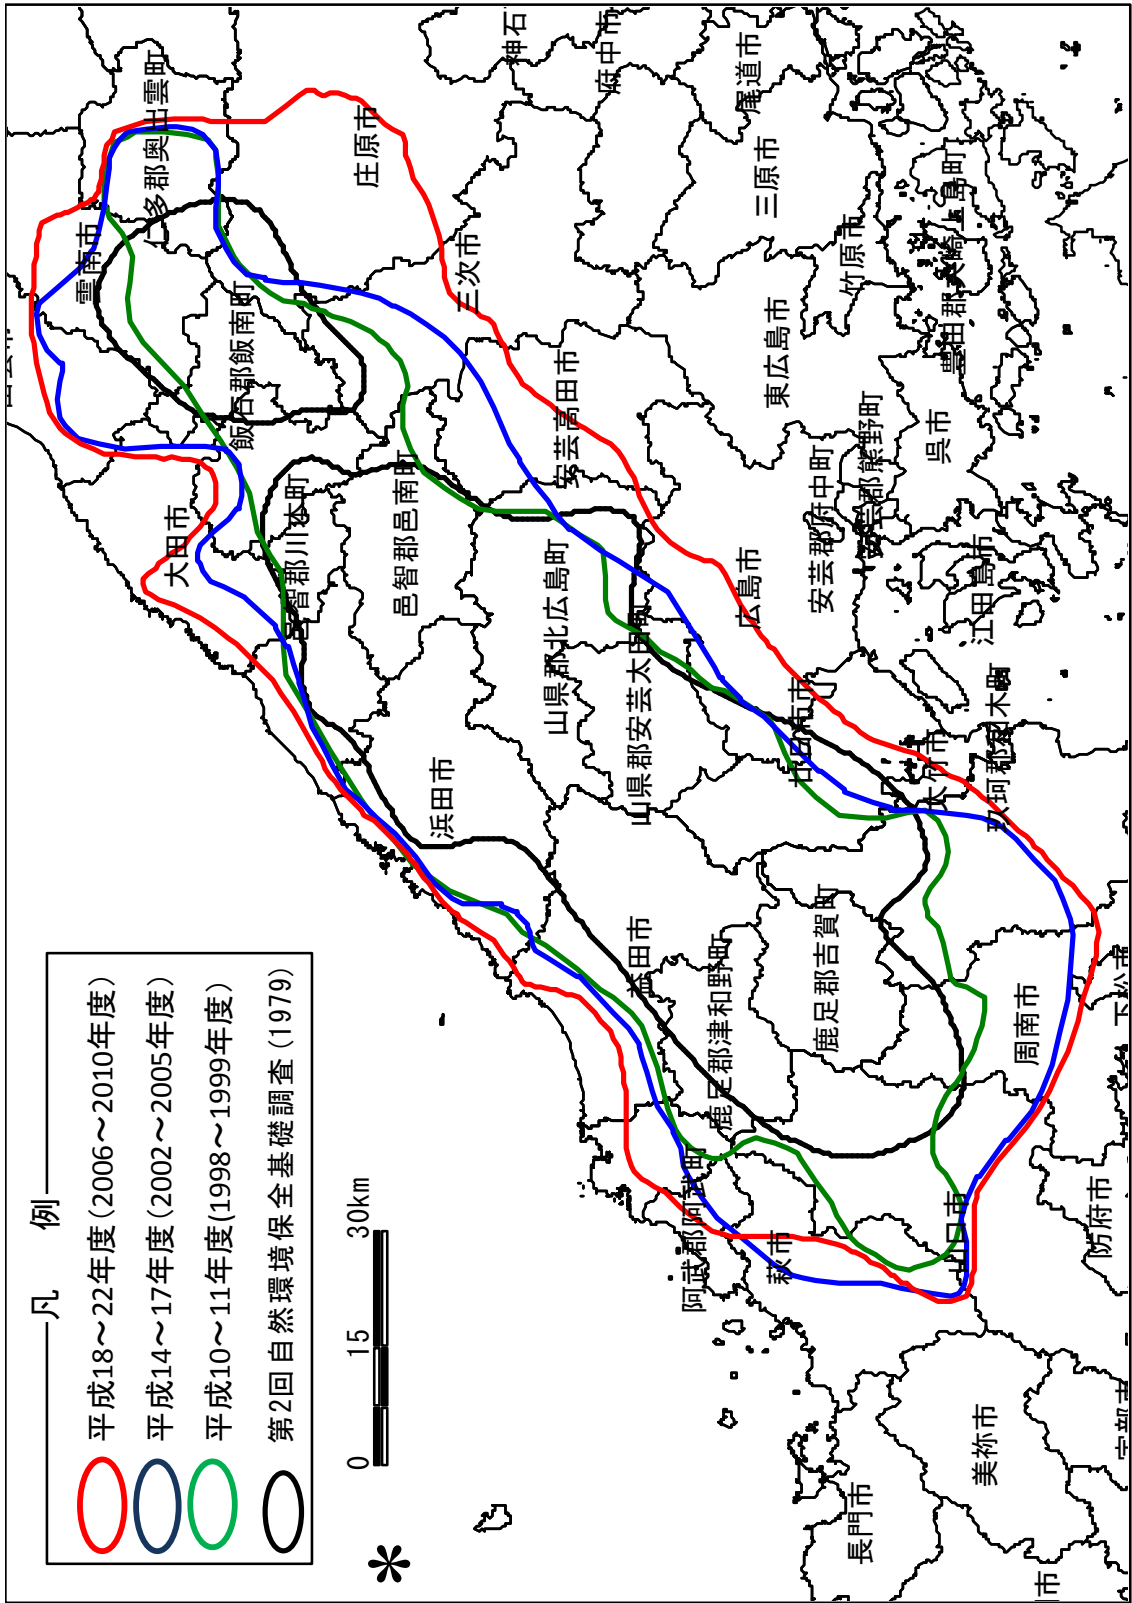 凡 例
平成18～22年度(2006～2010年度)
平成14～17年度(2002～2005年度)
平成10～11年度(1998～1999年度)
第2回自然環境保全基礎調査(1979)
0 15 30km
雲南市
仁多郡奥出雲町
飯石郡飯南町
大田市
邑智郡川本町
邑智郡邑南町
庄原市
三次市
神石
府中市
尾道市
三原市
竹原市
豊田郡大崎上島町
東広島市
安芸高田市
安芸郡府中町
安芸郡熊野町
呉市
江田島市
広島市
山県郡北広島町
山県郡安芸太田町
廿日市市
大竹市
玖珂郡和木町
浜田市
益田市
鹿足郡津和野町
鹿足郡吉賀町
周南市
下松市
阿武郡阿武町
萩市
山口市
防府市
美祢市
長門市
宇部市
市